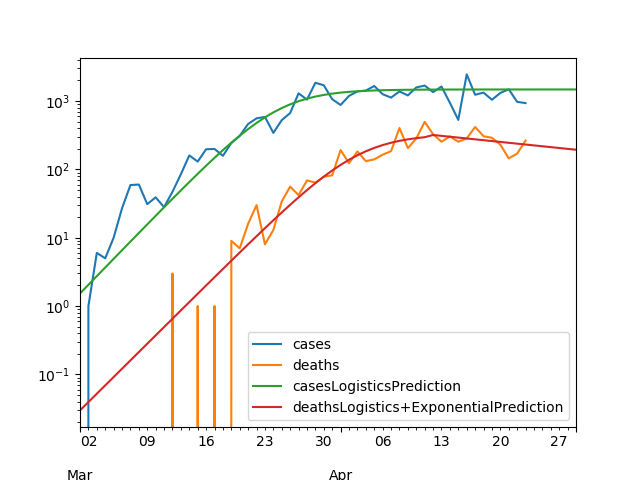 10³
10²
10¹
10⁰
10⁻¹
cases
deaths
casesLogisticsPrediction
deathsLogistics+ExponentialPrediction
02 09 16 23 30 06 13 20 27
Mar Apr